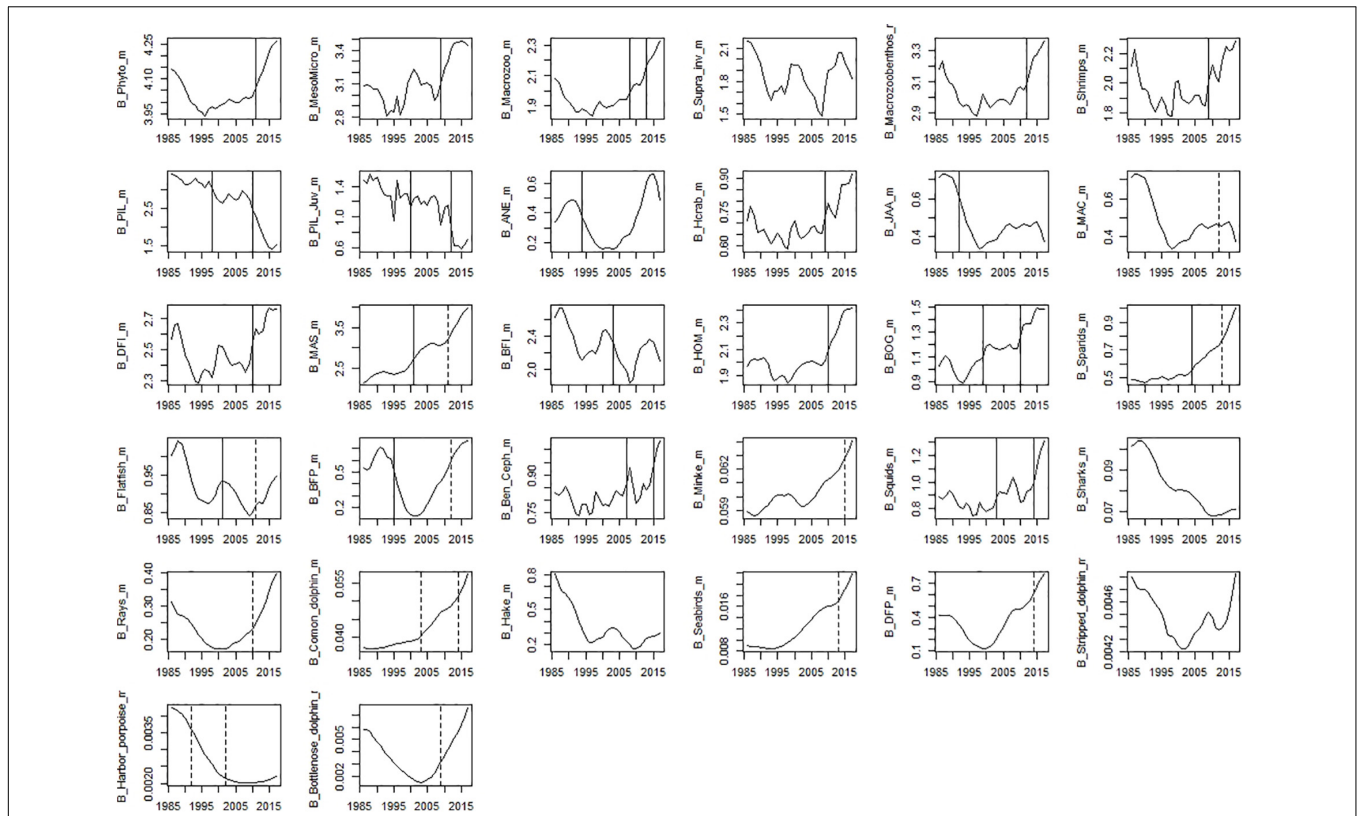 B_Phyto_m
3.95 4.10 4.25
1985 1995 2005 2015
B_MesoMicro_m
2.8 3.1 3.4
1985 1995 2005 2015
B_Macrozoo_m
1.9 2.1 2.3
1985 1995 2005 2015
B_Supra_inv_m
1.5 1.8 2.1
1985 1995 2005 2015
B_Macrozoobenthos_r
2.9 3.1 3.3
1985 1995 2005 2015
B_Shrimps_m
1.8 2.0 2.2
1985 1995 2005 2015
B_PIL_m
1.5 2.5
1985 1995 2005 2015
B_PIL_Juv_m
0.6 1.0 1.4
1985 1995 2005 2015
B_ANE_m
0.2 0.4 0.6
1985 1995 2005 2015
B_Hcrab_m
0.60 0.75 0.90
1985 1995 2005 2015
B_JAA_m
0.4 0.6
1985 1995 2005 2015
B_MAC_m
0.4 0.6
1985 1995 2005 2015
B_DFI_m
2.3 2.5 2.7
1985 1995 2005 2015
B_MAS_m
2.5 3.5
1985 1995 2005 2015
B_BFI_m
2.0 2.4
1985 1995 2005 2015
B_HOM_m
1.9 2.1 2.3
1985 1995 2005 2015
B_BOG_m
0.9 1.1 1.3 1.5
1985 1995 2005 2015
B_Sparids_m
0.5 0.7 0.9
1985 1995 2005 2015
B_Flatfish_m
0.85 0.95
1985 1995 2005 2015
B_BFP_m
0.2 0.5
1985 1995 2005 2015
B_Ben_Ceph_m
0.75 0.90
1985 1995 2005 2015
B_Minke_m
0.059 0.062
1985 1995 2005 2015
B_Squids_m
0.8 1.0 1.2
1985 1995 2005 2015
B_Sharks_m
0.07 0.09
1985 1995 2005 2015
B_Rays_m
0.20 0.30 0.40
1985 1995 2005 2015
B_Comon_dolphin_m
0.040 0.055
1985 1995 2005 2015
B_Hake_m
0.2 0.5 0.8
1985 1995 2005 2015
B_Seabirds_m
0.008 0.016
1985 1995 2005 2015
B_DFP_m
0.1 0.4 0.7
1985 1995 2005 2015
B_Stripped_dolphin_rr
0.0042 0.0046
1985 1995 2005 2015
B_Harbor_porpoise_rr
0.0020 0.0035
1985 1995 2005 2015
B_Bottlenose_dolphin_r
0.002 0.005
1985 1995 2005 2015